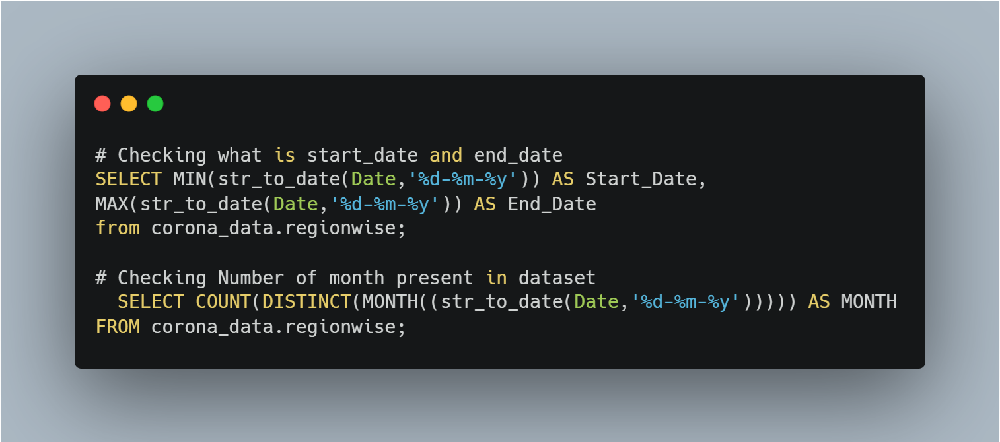 # Checking what is start_date and end_date
SELECT MIN(str_to_date(Date,'%d-%m-%y')) AS Start_Date,
MAX(str_to_date(Date,'%d-%m-%y')) AS End_Date
from corona_data.regionwise;
# Checking Number of month present in dataset
SELECT COUNT(DISTINCT(MONTH((str_to_date(Date,'%d-%m-%y'))))) AS MONTH
FROM corona_data.regionwise;